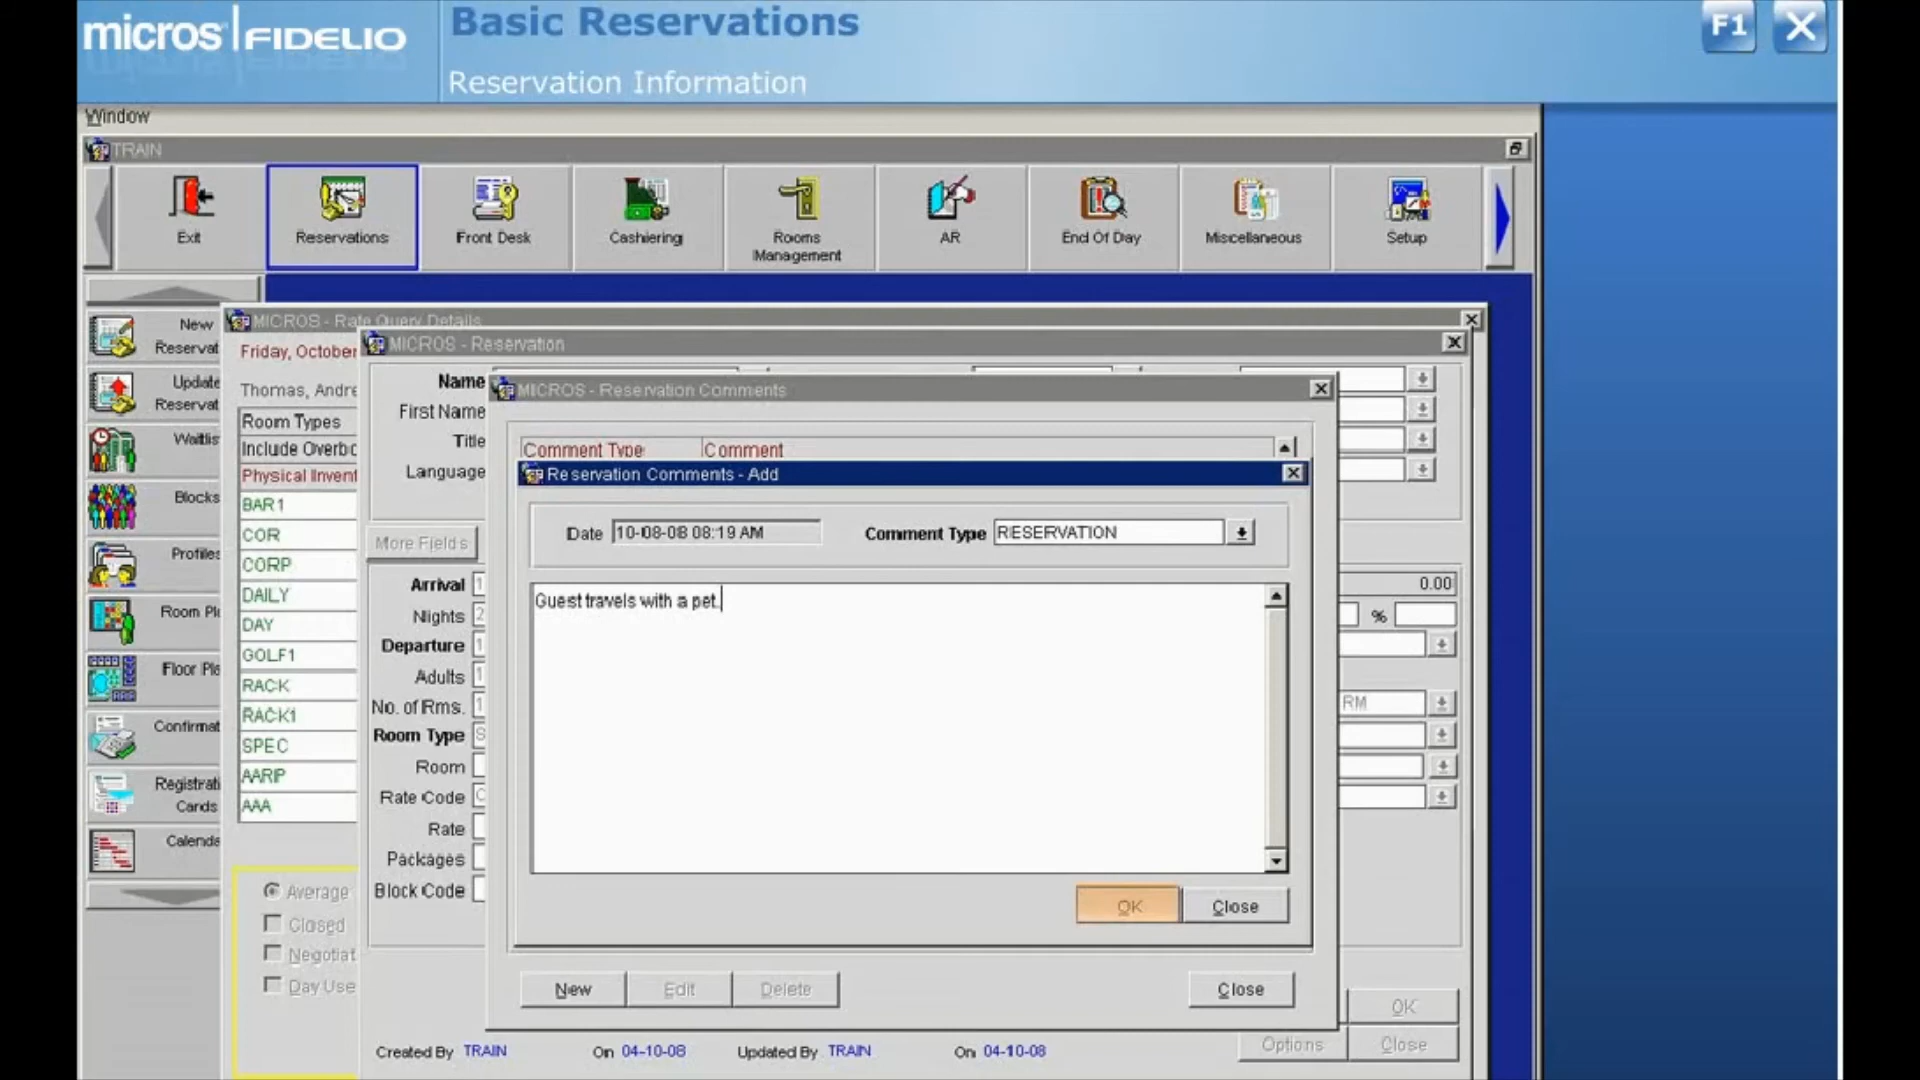 micros FIDELIO
Basic Reservations
Reservation Information
F1
Window
TRAIN
Exit
Reservations
Front Desk
Cashiering
Rooms
Management
AR
End Of Day
Miscellaneous
Setup
New
Reservat
Update
Reservat
Waitlis
Blocks
Profiles
Room Pl
Floor Pla
Confirmat
Registrati
Cards
Calenda
MICROS - Rate Query Details
Friday, October
Thomas, Andre
Room Types
Include Overbo
Physical Invent
BAR1
COR
CORP
DAILY
DAY
GOLF1
RACK
RACK1
SPEC
AARP
AAA
Average
Closed
Negotiat
Day Use
MICROS - Reservation
Name
First Name
Title
Language
More Fields
Arrival
Nights 2
Departure
Adults 1
No. of Rms. 1
Room Type S
Room
Rate Code
Rate
Packages
Block Code
0.00
%
RM
MICROS - Reservation Comments
Comment Type Comment
Reservation Comments - Add
Date 10-08-08 08:19 AM
Comment Type RESERVATION
Guest travels with a pet.
OK
Close
New
Edit
Delete
Close
OK
Options
Close
Created By TRAIN On 04-10-08 Updated By TRAIN On 04-10-08